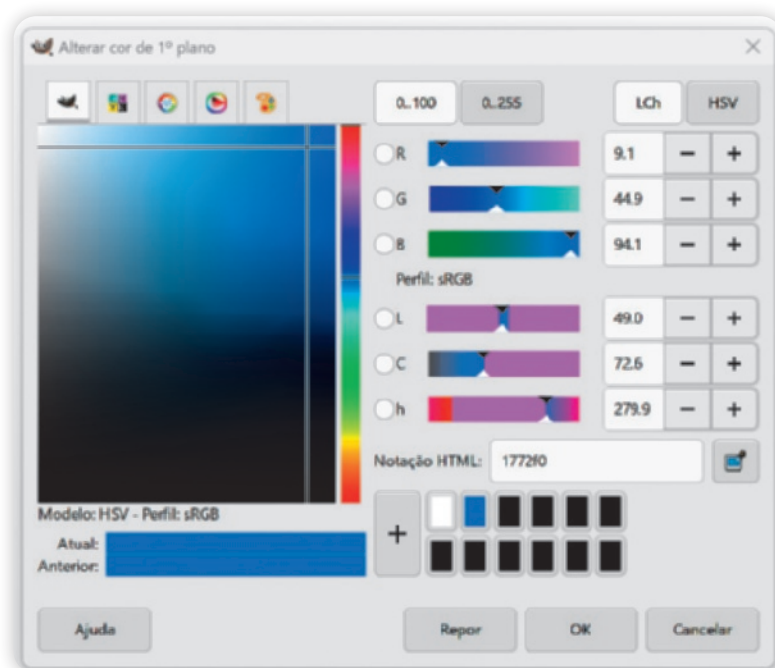 Alterar cor de 1º plano
0..100 0..255 LCh HSV
R 9.1 − +
G 44.9 − +
B 94.1 − +
Perfil: sRGB
L 49.0 − +
C 72.6 − +
h 279.9 − +
Notação HTML: 1772f0
Modelo: HSV - Perfil: sRGB
Atual:
Anterior:
+
Ajuda Repor OK Cancelar